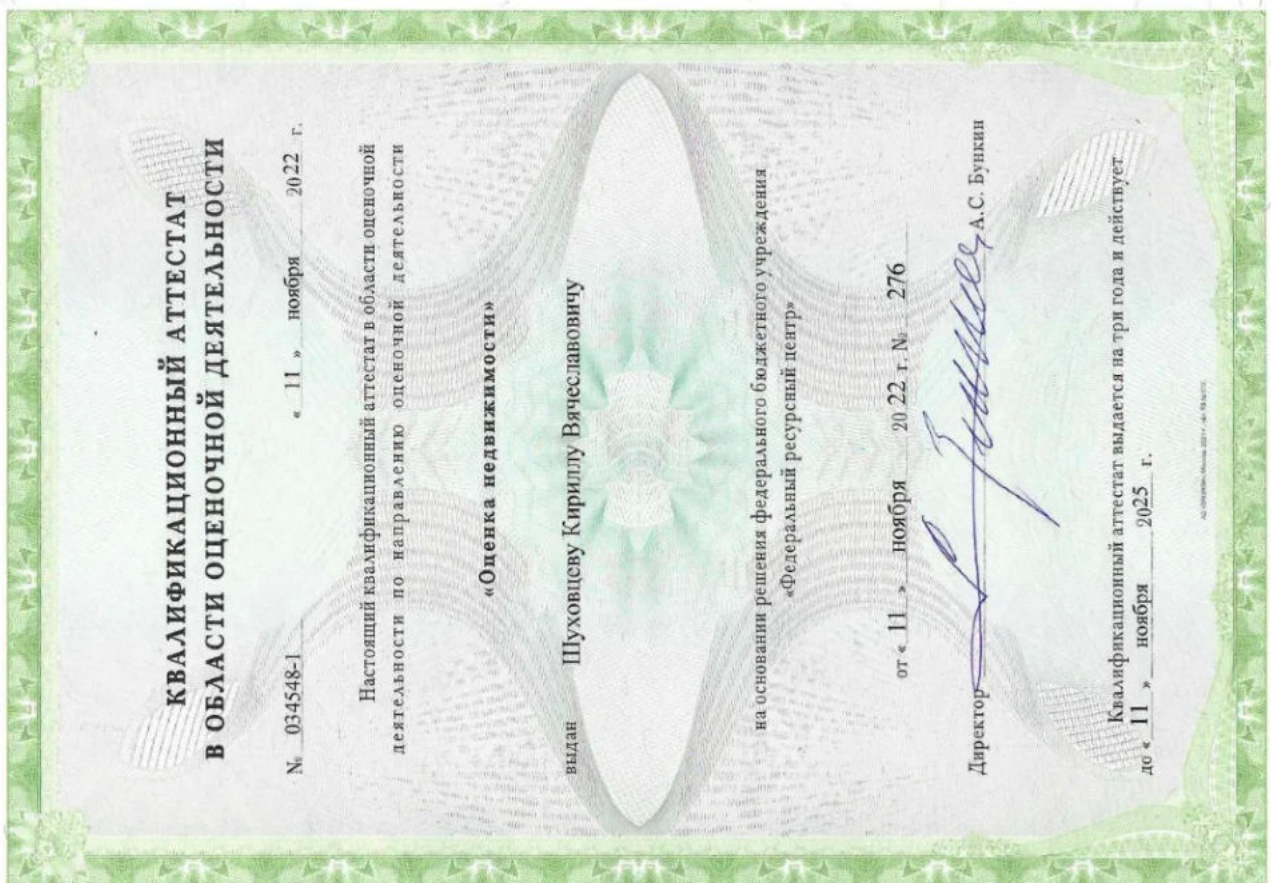 КВАЛИФИКАЦИОННЫЙ АТТЕСТАТ
В ОБЛАСТИ ОЦЕНОЧНОЙ ДЕЯТЕЛЬНОСТИ
№ 034548-1 « 11 » ноября 2022 г.
Настоящий квалификационный аттестат в области оценочной
деятельности по направлению оценочной деятельности
«Оценка недвижимости»
выдан Шуховцеву Кириллу Вячеславовичу
на основании решения федерального бюджетного учреждения
«Федеральный ресурсный центр»
от « 11 » ноября 20 22 г. № 276
Директор А.С. Бункин
Квалификационный аттестат выдается на три года и действует
до « 11 » ноября 2025 г.